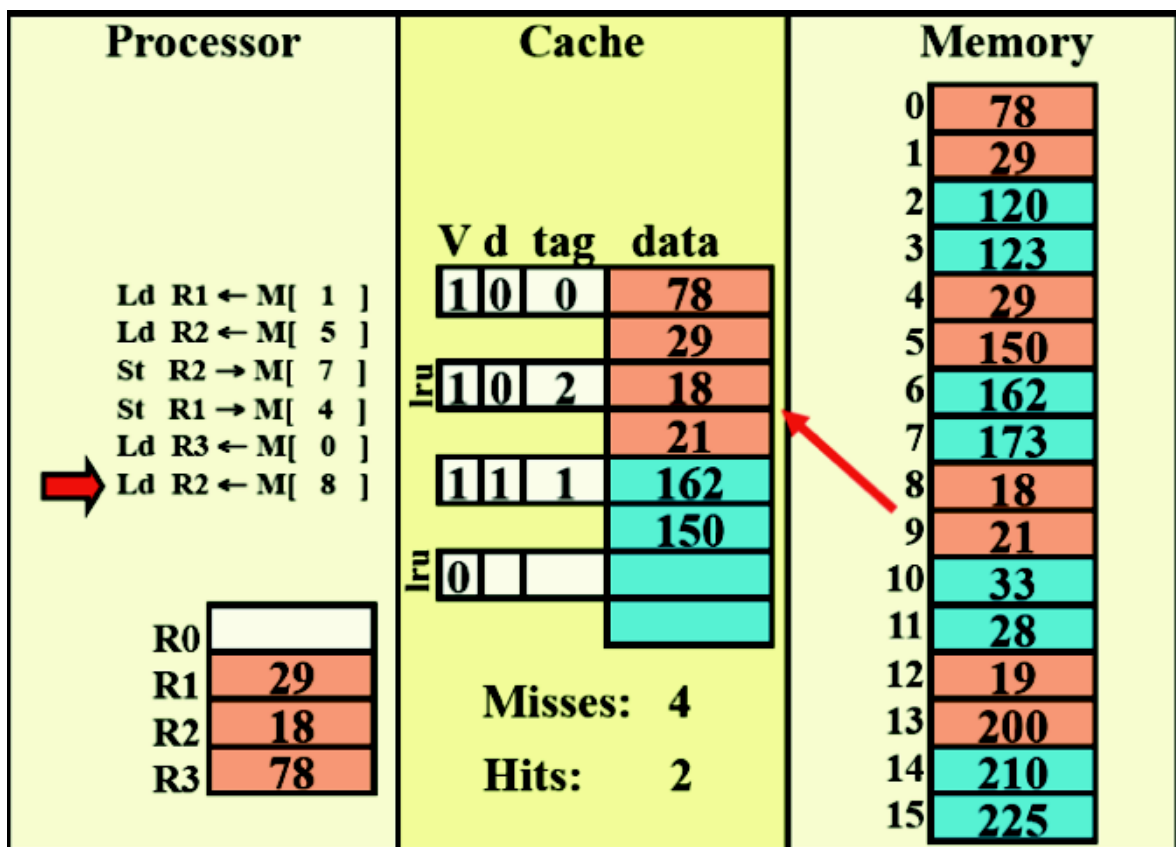 Processor
Ld R1 ← M[ 1 ]
Ld R2 ← M[ 5 ]
St R2 → M[ 7 ]
St R1 → M[ 4 ]
Ld R3 ← M[ 0 ]
Ld R2 ← M[ 8 ]
R0
R1 29
R2 18
R3 78
Cache
V d tag data
1 0 0 78
29
lru 1 0 2 18
21
1 1 1 162
150
lru 0
Misses: 4
Hits: 2
Memory
0 78
1 29
2 120
3 123
4 29
5 150
6 162
7 173
8 18
9 21
10 33
11 28
12 19
13 200
14 210
15 225